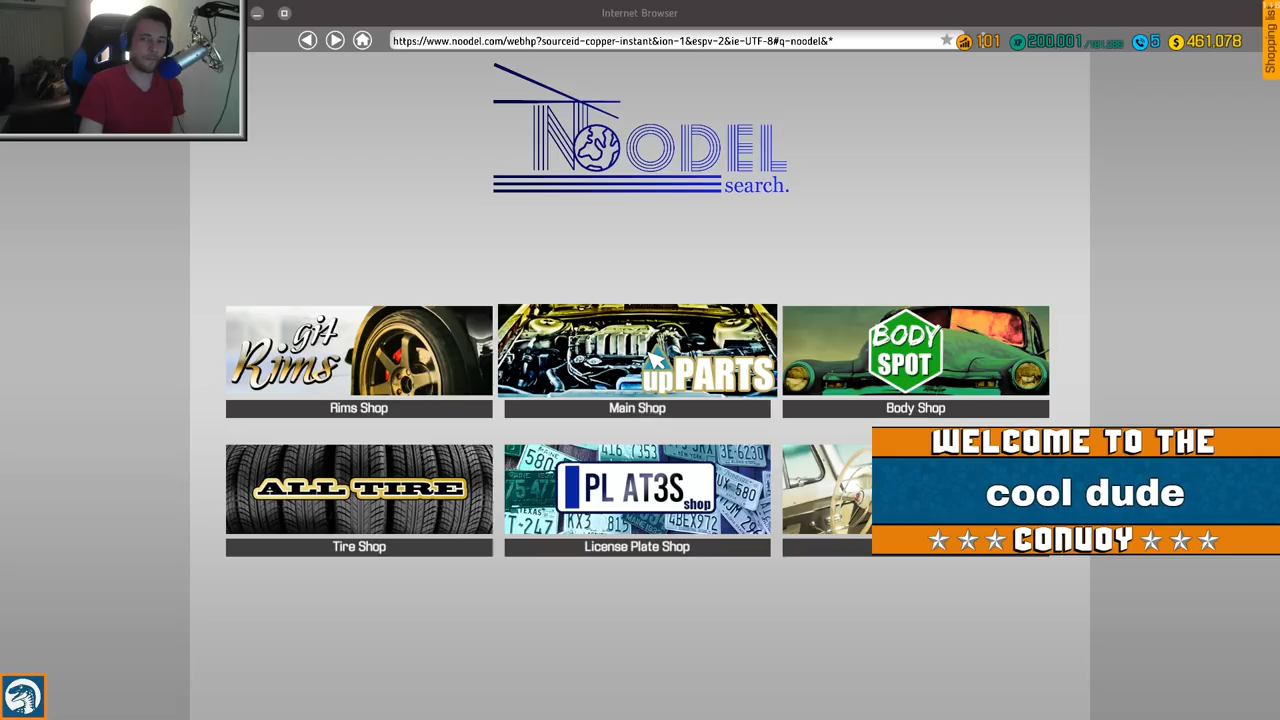 Internet Browser
https://www.noodel.com/webhp?sourceid-copper-instant&ion-1&espv-2&ie-UTF-8#q-noodel&*
101
XP 200.001
5
$ 461,078
Shopping list
NOODEL
search.
git Rims
upPARTS
BODY SPOT
Rims Shop
Main Shop
Body Shop
ALL TIRE
PL AT3S
shop
Tire Shop
License Plate Shop
WELCOME TO THE
cool dude
CONVOY